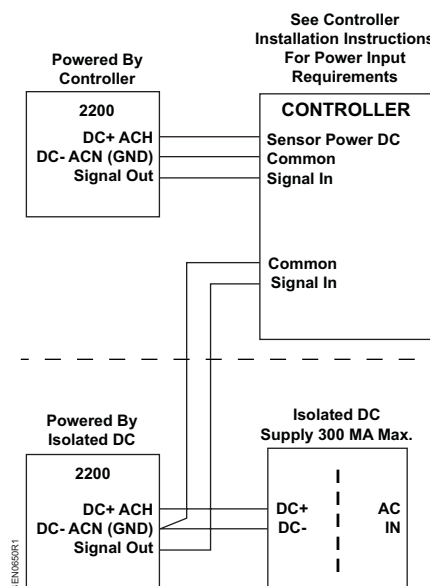 See Controller
Installation Instructions
For Power Input
Requirements
Powered By
Controller
2200
DC+ ACH
DC- ACN (GND)
Signal Out
CONTROLLER
Sensor Power DC
Common
Signal In
Common
Signal In
Powered By
Isolated DC
2200
DC+ ACH
DC- ACN (GND)
Signal Out
Isolated DC
Supply 300 MA Max.
DC+
DC-
AC
IN
EN0650R1